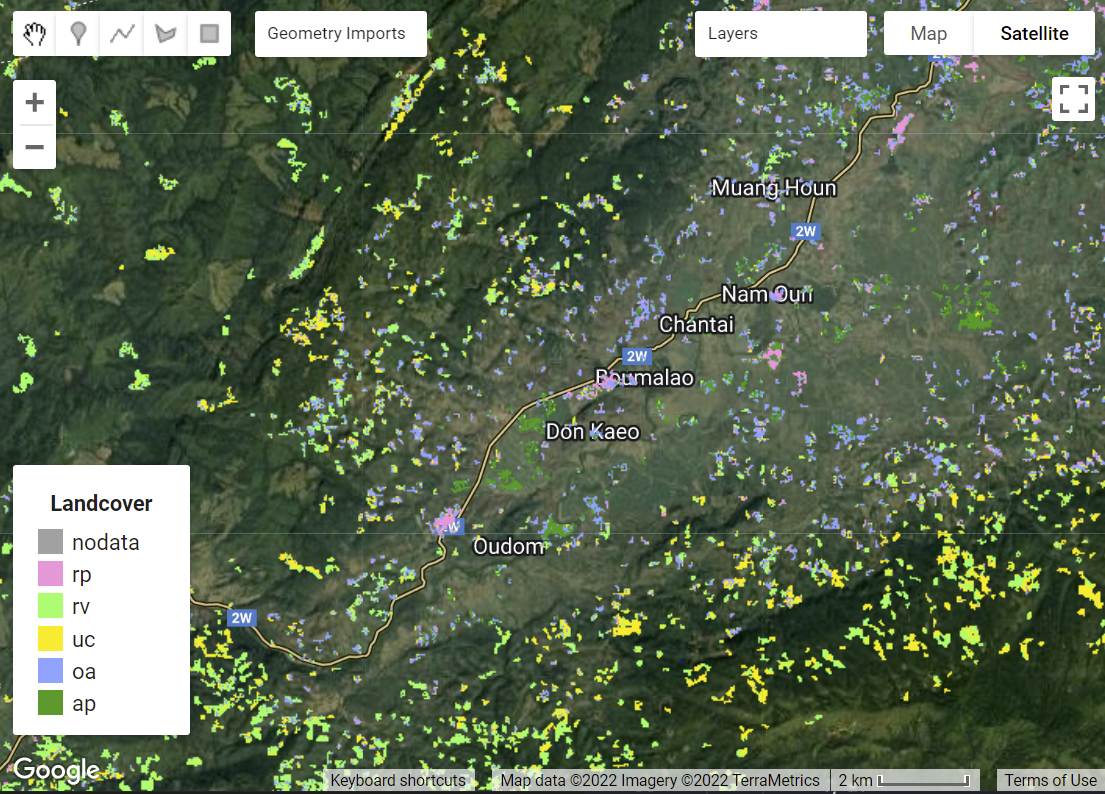 Geometry Imports
Layers
Map
Satellite
Muang Houn
2W
Nam Oun
Chantai
2W
Boumalao
Don Kaeo
2W
Oudom
2W
Landcover
nodata
rp
rv
uc
oa
ap
Google
Keyboard shortcuts
Map data ©2022 Imagery ©2022 TerraMetrics
2 km
Terms of Use